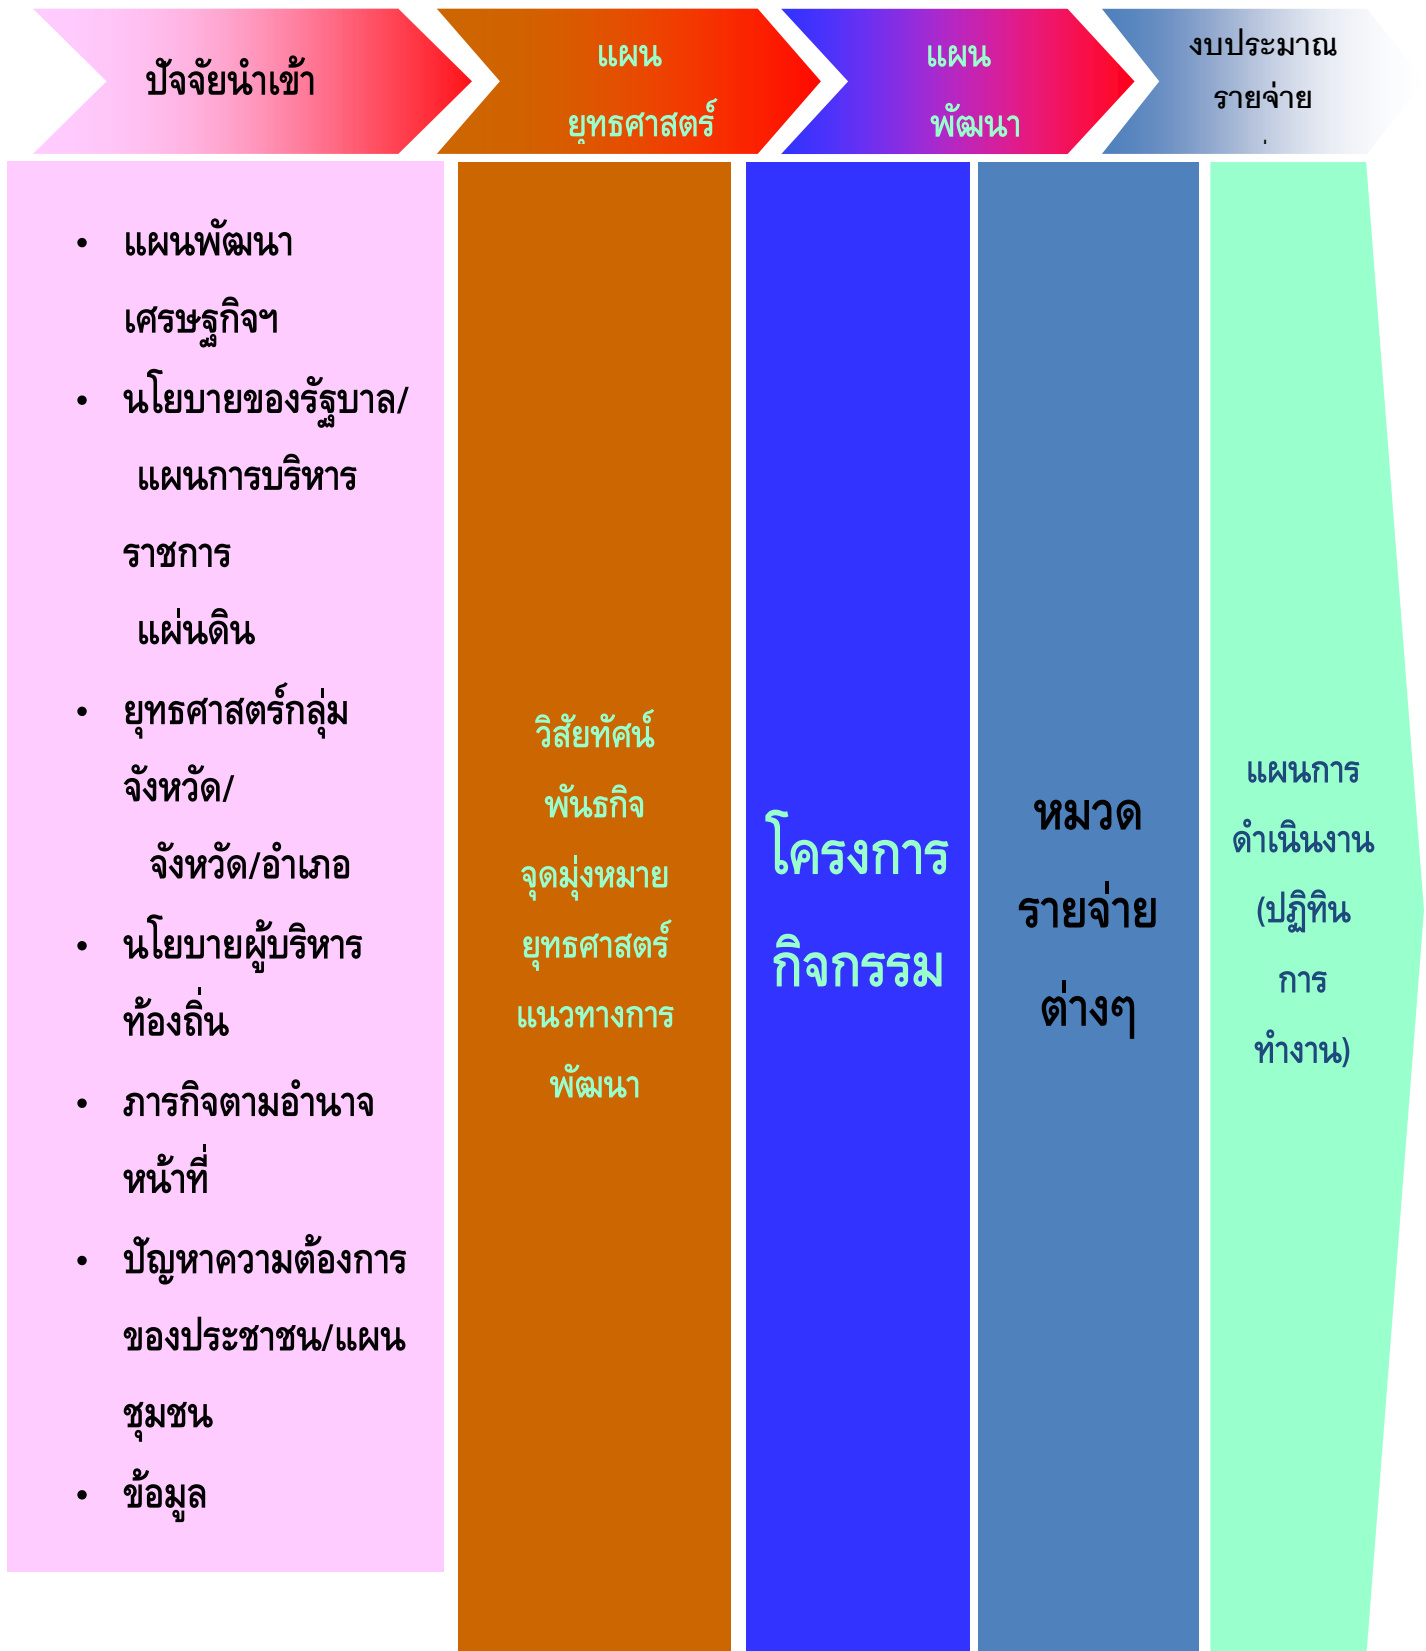 ปัจจัยนำเข้า
แผน
ยุทธศาสตร์
แผน
พัฒนา
งบประมาณ
รายจ่าย
• แผนพัฒนา
เศรษฐกิจฯ
• นโยบายของรัฐบาล/
แผนการบริหาร
ราชการ
แผ่นดิน
• ยุทธศาสตร์กลุ่ม
จังหวัด/
จังหวัด/อำเภอ
• นโยบายผู้บริหาร
ท้องถิ่น
• ภารกิจตามอำนาจ
หน้าที่
• ปัญหาความต้องการ
ของประชาชน/แผน
ชุมชน
• ข้อมูล
วิสัยทัศน์
พันธกิจ
จุดมุ่งหมาย
ยุทธศาสตร์
แนวทางการ
พัฒนา
โครงการ
กิจกรรม
หมวด
รายจ่าย
ต่างๆ
แผนการ
ดำเนินงาน
(ปฏิทิน
การ
ทำงาน)